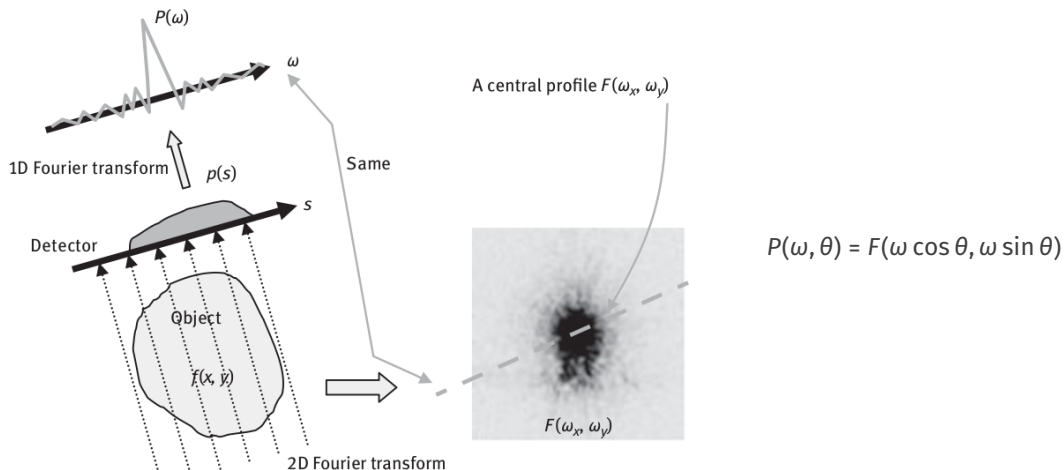 P(ω)
ω
A central profile F(ωx, ωy)
1D Fourier transform
Same
p(s)
s
Detector
P(ω, θ) = F(ω cos θ, ω sin θ)
Object
f(x, y)
F(ωx, ωy)
2D Fourier transform